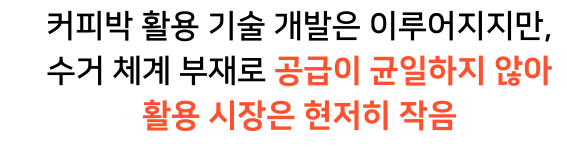 커피박 활용 기술 개발은 이루어지지만,
수거 체계 부재로 공급이 균일하지 않아
활용 시장은 현저히 작음